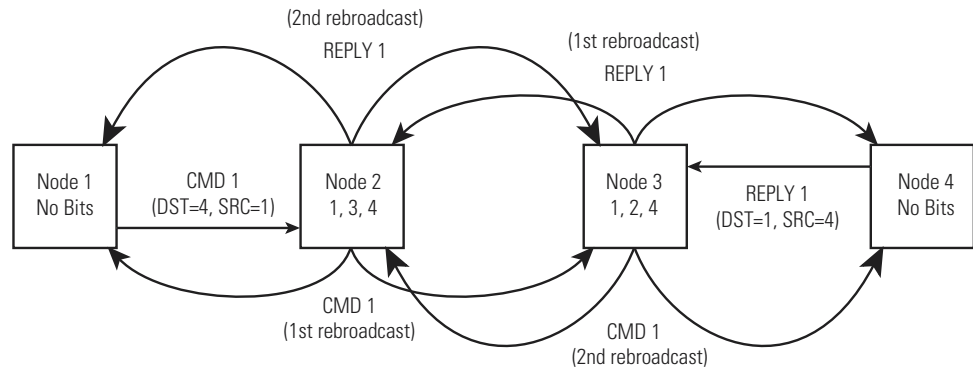 (2nd rebroadcast)
REPLY 1
(1st rebroadcast)
REPLY 1
Node 1
No Bits
CMD 1
(DST=4, SRC=1)
Node 2
1, 3, 4
Node 3
1, 2, 4
REPLY 1
(DST=1, SRC=4)
Node 4
No Bits
CMD 1
(1st rebroadcast)
CMD 1
(2nd rebroadcast)